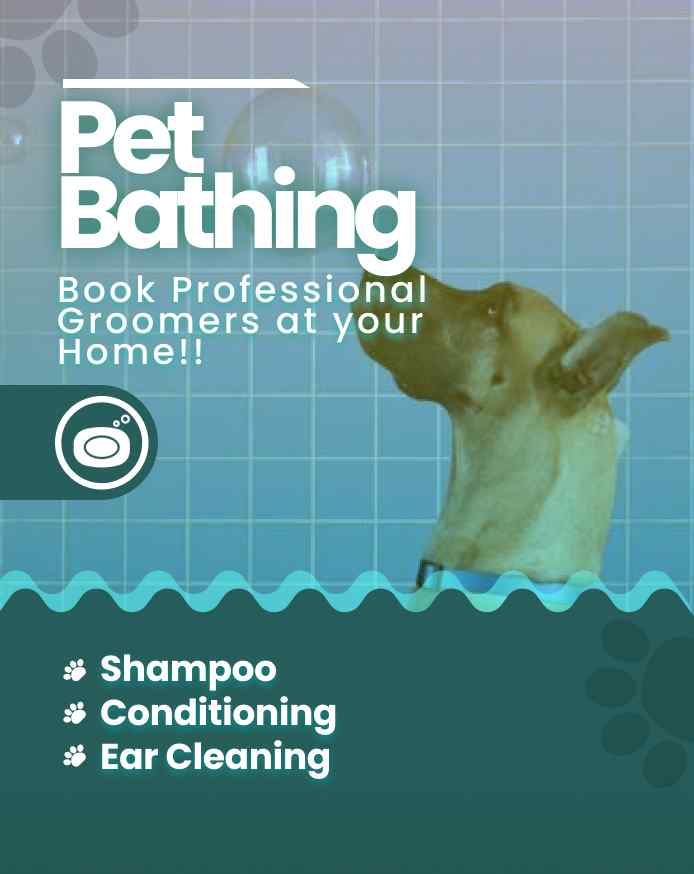 Pet
Bathing
Book Professional
Groomers at your
Home!!
Shampoo
Conditioning
Ear Cleaning